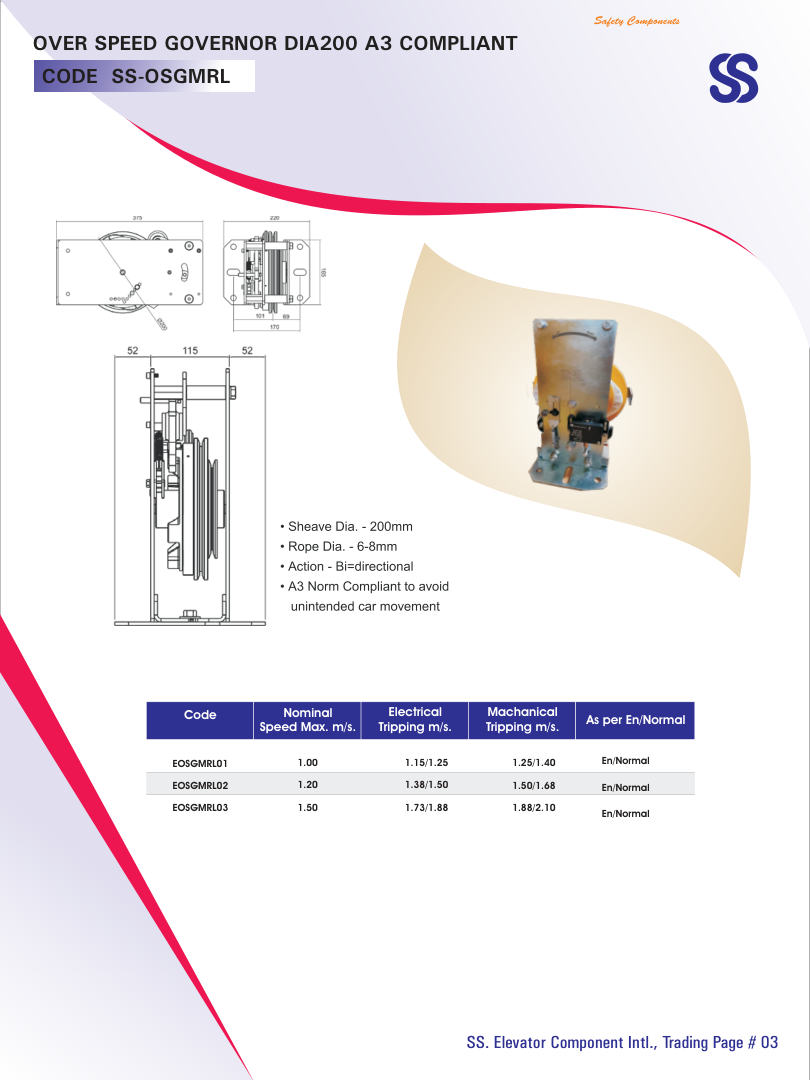 Safety Components
OVER SPEED GOVERNOR DIA200 A3 COMPLIANT
CODE SS-OSGMRL
SS
375
220
185
Ø200
101 69
170
52 115 52
• Sheave Dia. - 200mm
• Rope Dia. - 6-8mm
• Action - Bi=directional
• A3 Norm Compliant to avoid
unintended car movement
Code Nominal Speed Max. m/s. Electrical Tripping m/s. Machanical Tripping m/s. As per En/Normal
EOSGMRL01 1.00 1.15/1.25 1.25/1.40 En/Normal
EOSGMRL02 1.20 1.38/1.50 1.50/1.68 En/Normal
EOSGMRL03 1.50 1.73/1.88 1.88/2.10 En/Normal
SS. Elevator Component Intl., Trading Page # 03